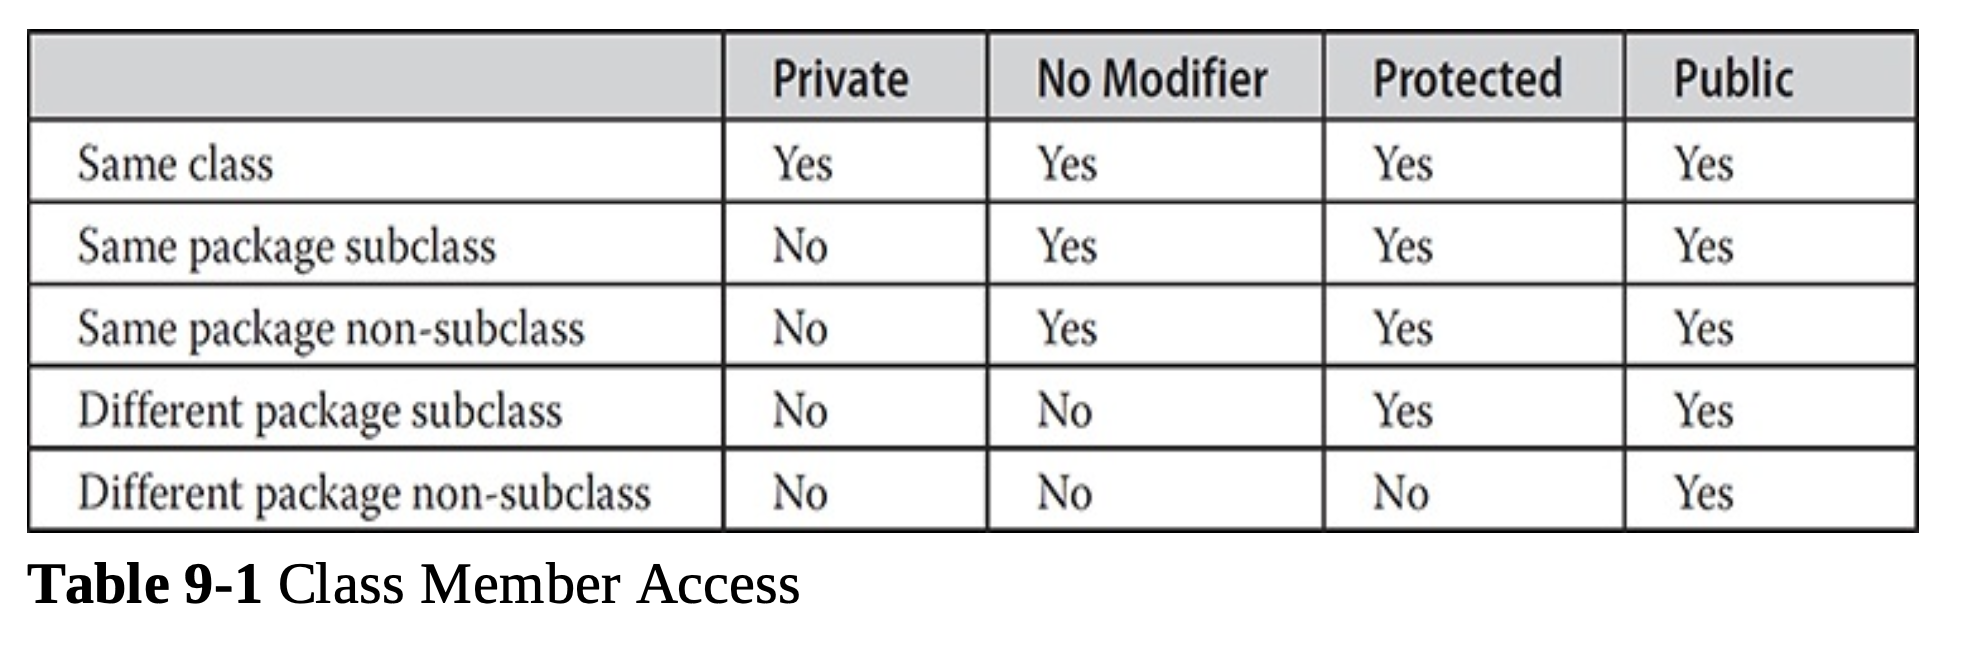 Private No Modifier Protected Public
Same class Yes Yes Yes Yes
Same package subclass No Yes Yes Yes
Same package non-subclass No Yes Yes Yes
Different package subclass No No Yes Yes
Different package non-subclass No No No Yes
Table 9-1 Class Member Access